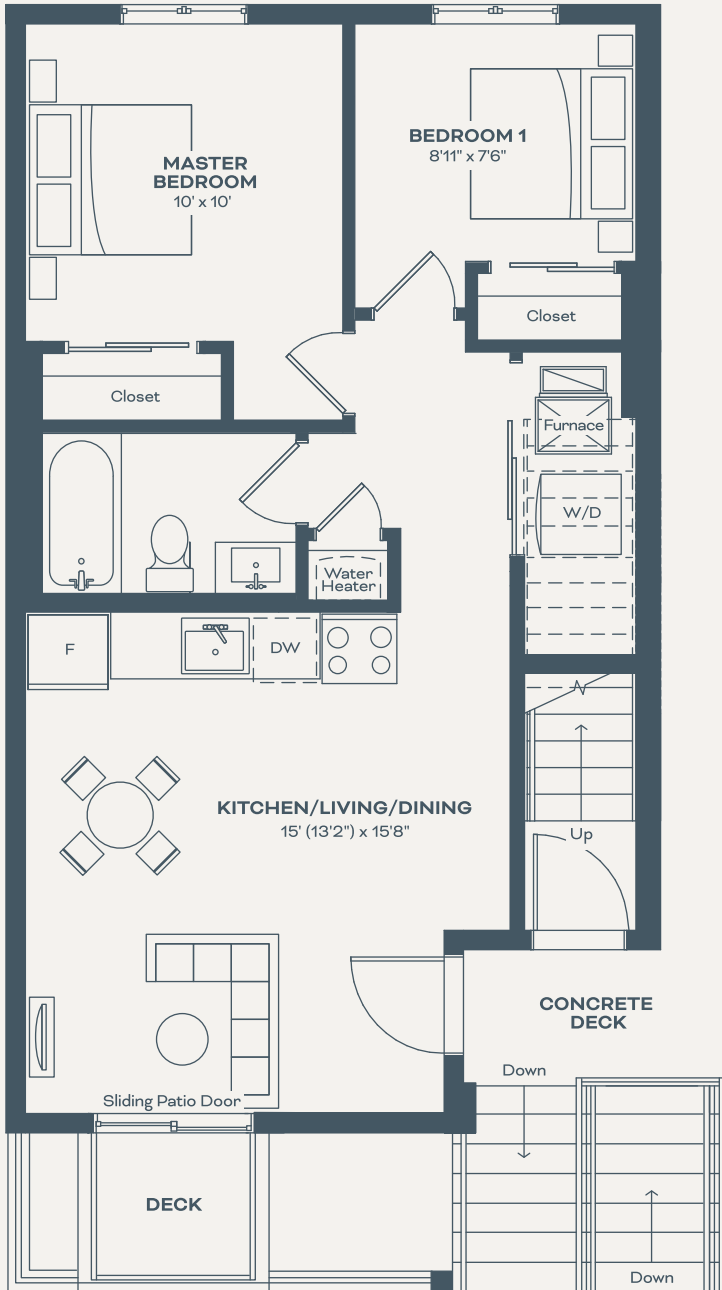 BEDROOM 1
8'11" x 7'6"
MASTER
BEDROOM
10' x 10'
Closet
Closet
Furnace
W/D
Water
Heater
F
DW
KITCHEN/LIVING/DINING
15' (13'2") x 15'8"
Up
CONCRETE
DECK
Down
Sliding Patio Door
DECK
Down